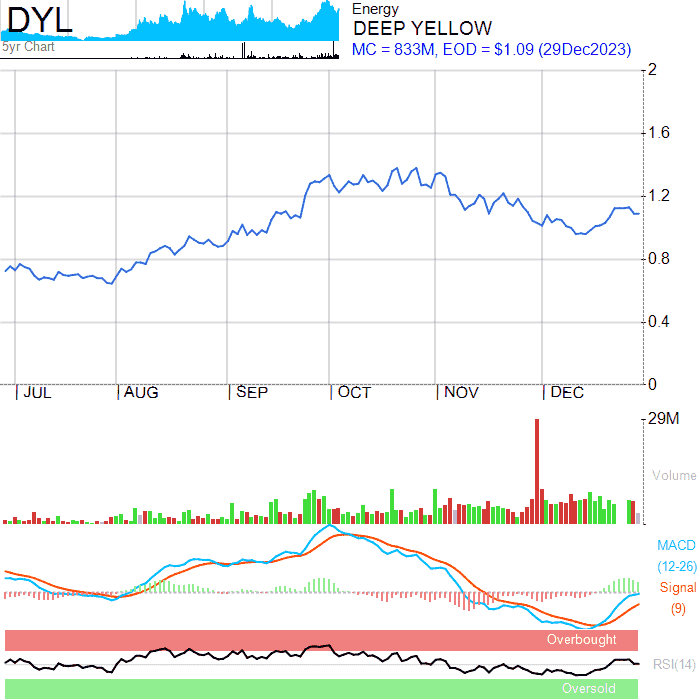 DYL
5yr Chart
Energy
DEEP YELLOW
MC = 833M, EOD = $1.09 (29Dec2023)
2
1.6
1.2
0.8
0.4
0
JUL AUG SEP OCT NOV DEC
29M
Volume
MACD
(12-26)
Signal
(9)
Overbought
RSI(14)
Oversold